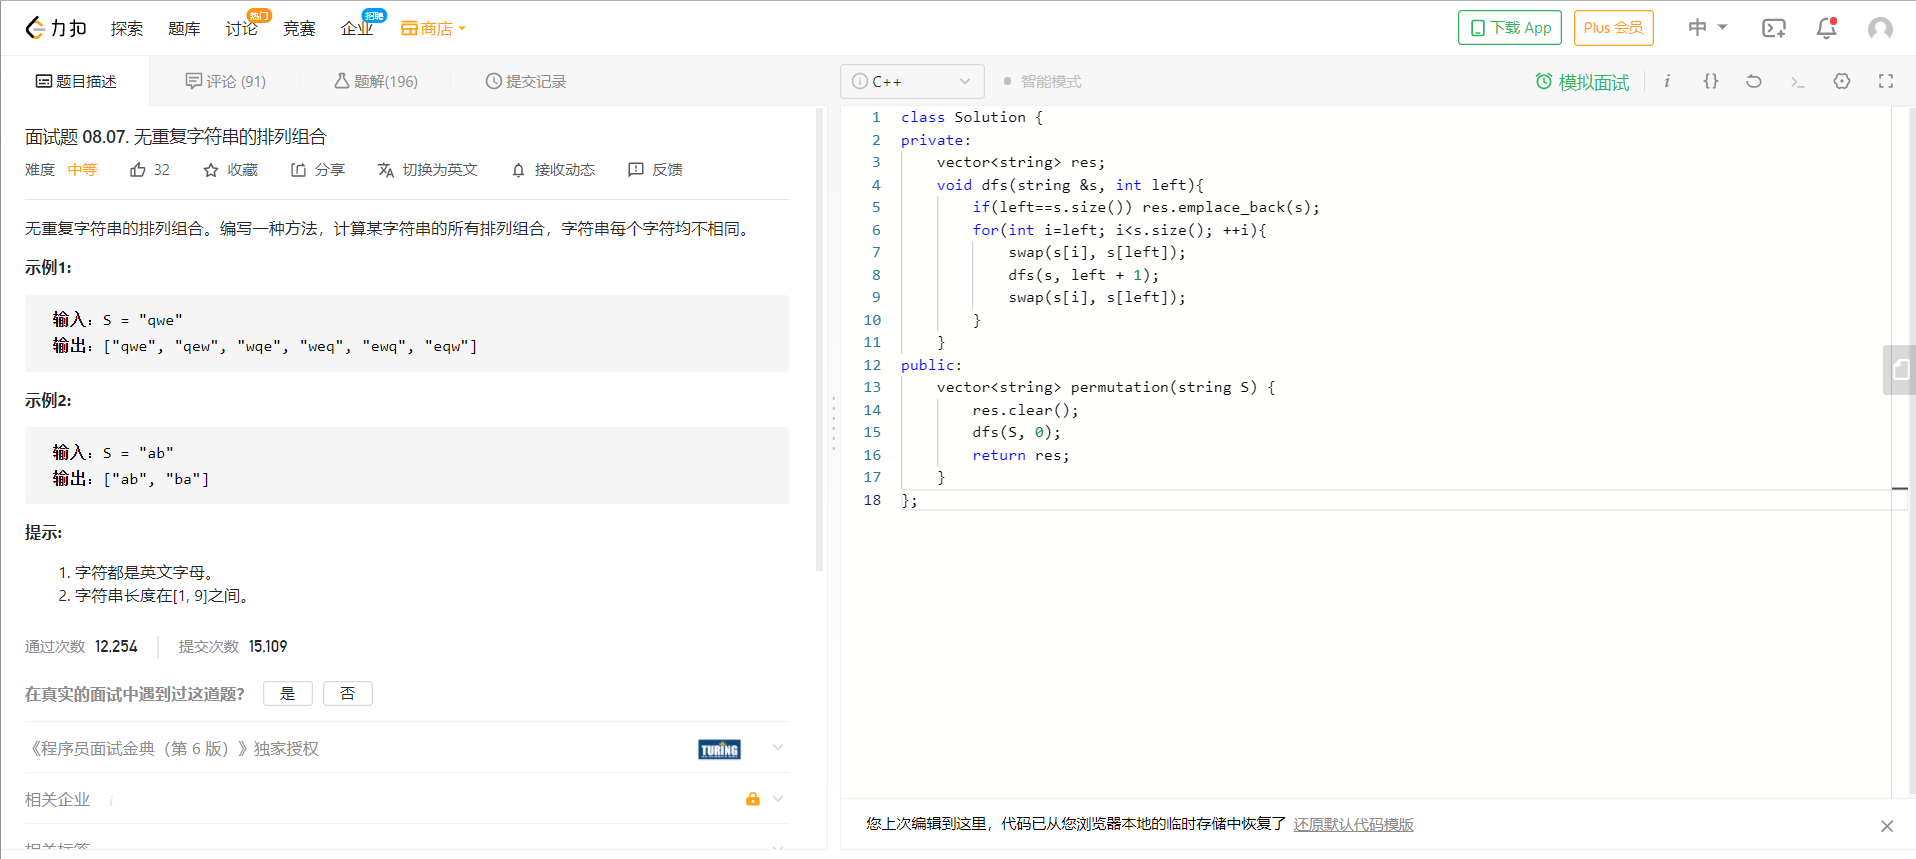 力扣 探索 题库 讨论 热门 竞赛 企业 招聘 商店 下载 App Plus 会员 中
题目描述 评论 (91) 题解(196) 提交记录
C++ 智能模式 模拟面试
面试题 08.07. 无重复字符串的排列组合
难度 中等 32 收藏 分享 切换为英文 接收动态 反馈
无重复字符串的排列组合。编写一种方法，计算某字符串的所有排列组合，字符串每个字符均不相同。
示例1:
输入：S = "qwe"
输出：["qwe", "qew", "wqe", "weq", "ewq", "eqw"]
示例2:
输入：S = "ab"
输出：["ab", "ba"]
提示:
1. 字符都是英文字母。
2. 字符串长度在[1, 9]之间。
通过次数 12,254 提交次数 15,109
在真实的面试中遇到过这道题? 是 否
《程序员面试金典（第 6 版）》独家授权 TURING
相关企业
相关标签
1 class Solution {
2 private:
3     vector<string> res;
4     void dfs(string &s, int left){
5         if(left==s.size()) res.emplace_back(s);
6         for(int i=left; i<s.size(); ++i){
7             swap(s[i], s[left]);
8             dfs(s, left + 1);
9             swap(s[i], s[left]);
10         }
11     }
12 public:
13     vector<string> permutation(string S) {
14         res.clear();
15         dfs(S, 0);
16         return res;
17     }
18 };
您上次编辑到这里，代码已从您浏览器本地的临时存储中恢复了 还原默认代码模版